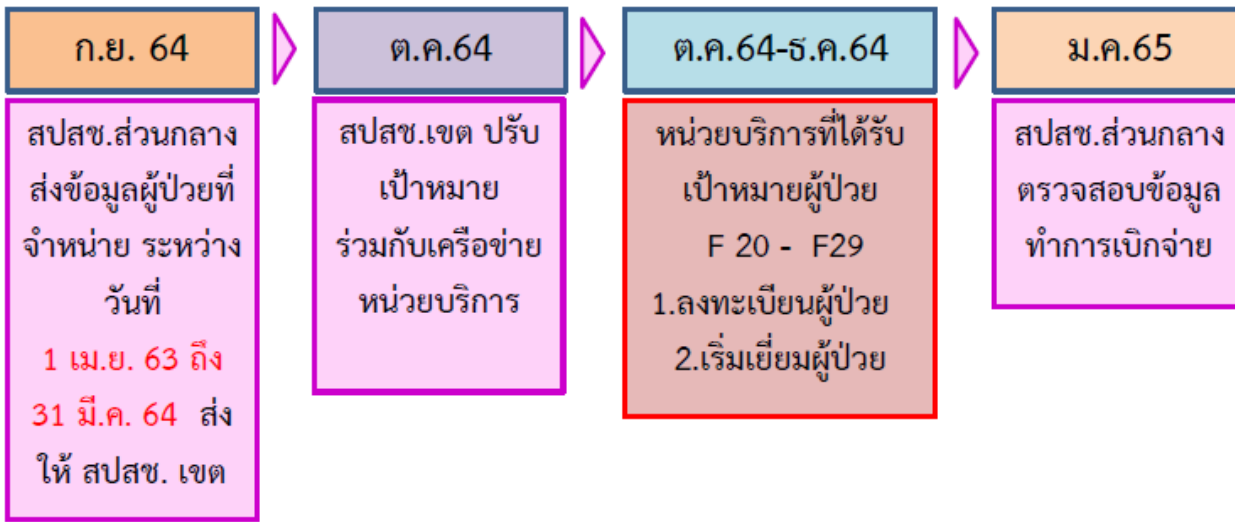 ก.ย. 64
สปสช.ส่วนกลาง
ส่งข้อมูลผู้ป่วยที่
จำหน่าย ระหว่าง
วันที่
1 เม.ย. 63 ถึง
31 มี.ค. 64 ส่ง
ให้ สปสช. เขต
ต.ค.64
สปสช.เขต ปรับ
เป้าหมาย
ร่วมกับเครือข่าย
หน่วยบริการ
ต.ค.64-ธ.ค.64
หน่วยบริการที่ได้รับ
เป้าหมายผู้ป่วย
F 20 - F29
1.ลงทะเบียนผู้ป่วย
2.เริ่มเยี่ยมผู้ป่วย
ม.ค.65
สปสช.ส่วนกลาง
ตรวจสอบข้อมูล
ทำการเบิกจ่าย